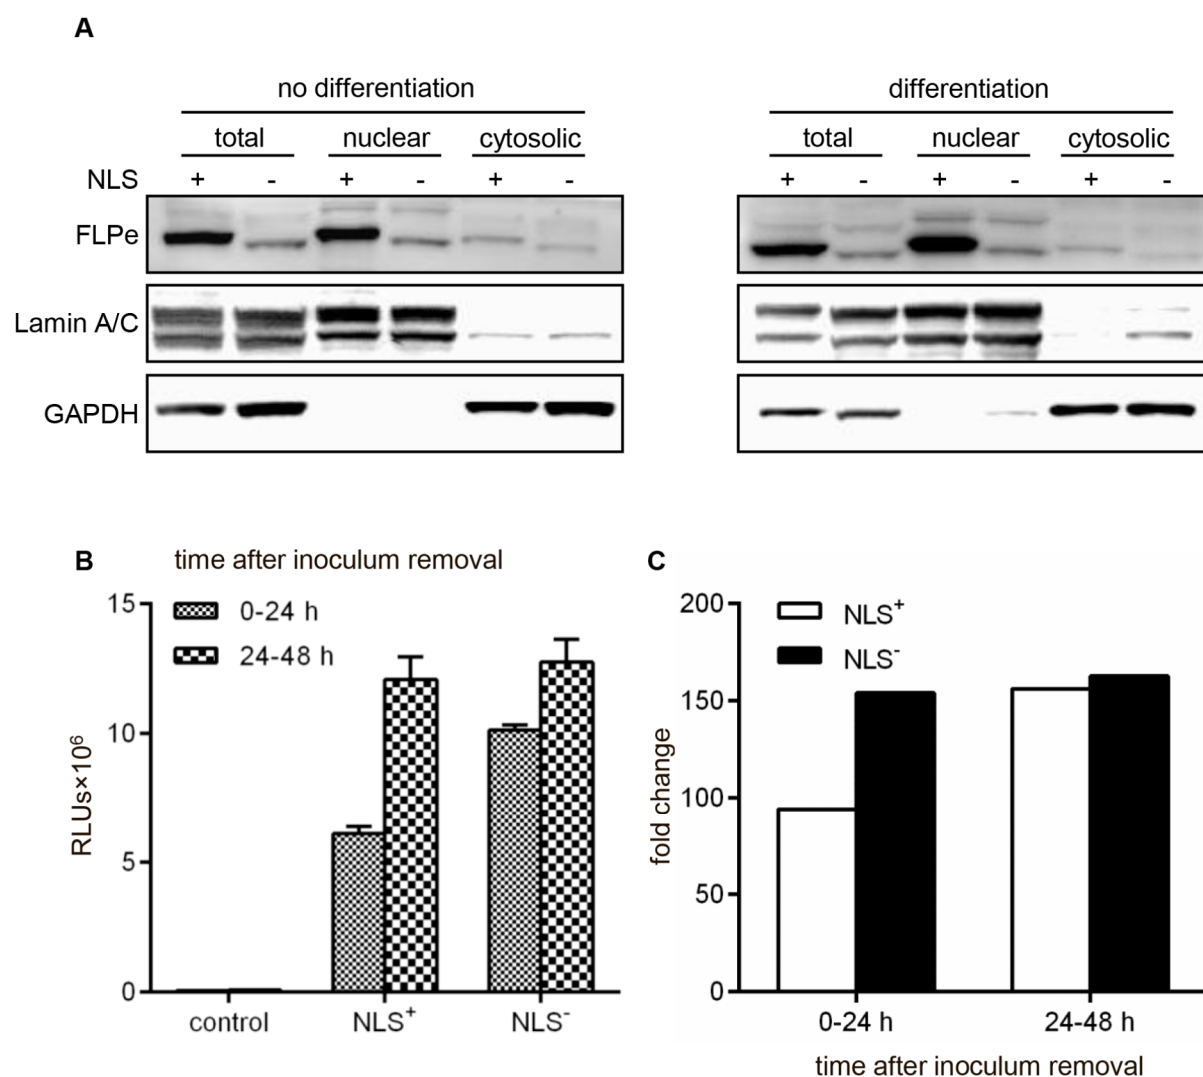 A
no differentiation
differentiation
total nuclear cytosolic
total nuclear cytosolic
NLS + - + - + -
+ - + - + -
FLPe
Lamin A/C
GAPDH
B
time after inoculum removal
0-24 h
24-48 h
RLUs×10⁶
15
10
5
0
control NLS⁺ NLS⁻
C
NLS⁺
NLS⁻
fold change
200
150
100
50
0
0-24 h 24-48 h
time after inoculum removal